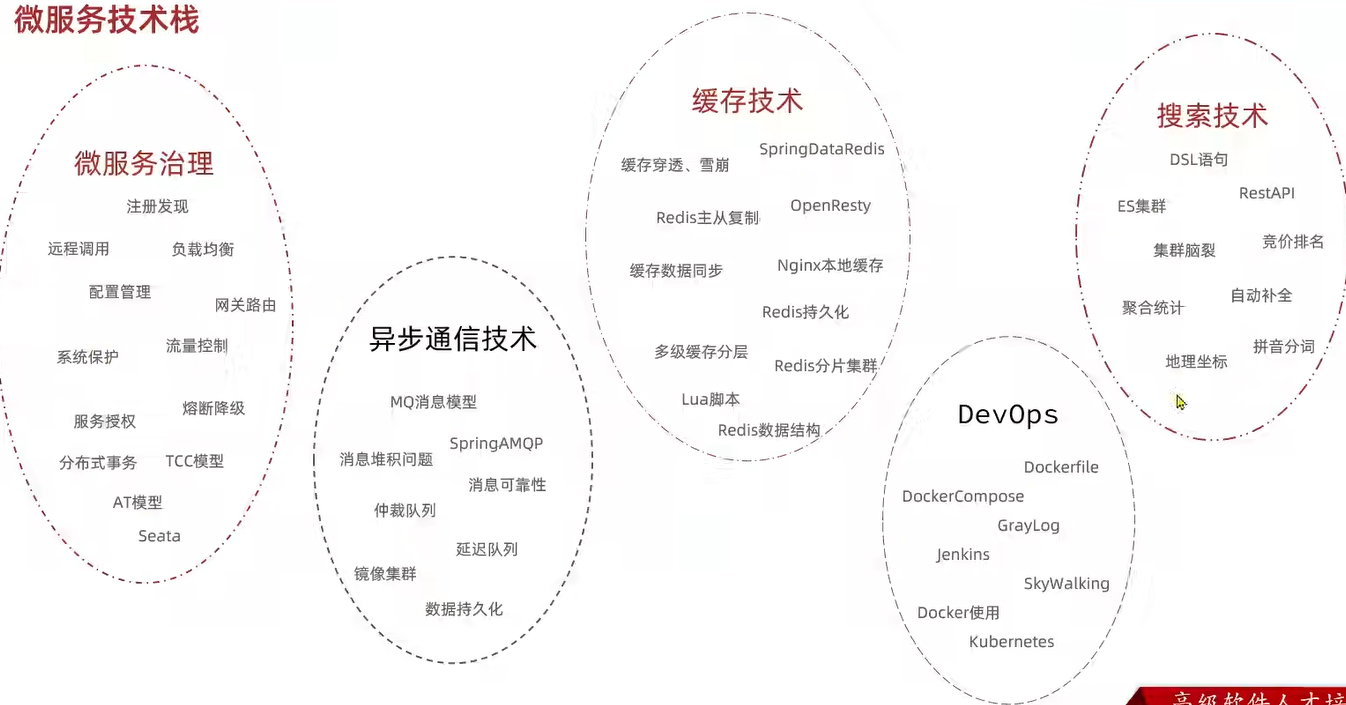 微服务技术栈
微服务治理
注册发现
远程调用
负载均衡
配置管理
网关路由
流量控制
系统保护
熔断降级
服务授权
分布式事务
TCC模型
AT模型
Seata
异步通信技术
MQ消息模型
SpringAMQP
消息堆积问题
消息可靠性
仲裁队列
延迟队列
镜像集群
数据持久化
缓存技术
SpringDataRedis
缓存穿透、雪崩
OpenResty
Redis主从复制
Nginx本地缓存
缓存数据同步
Redis持久化
多级缓存分层
Redis分片集群
Lua脚本
Redis数据结构
DevOps
Dockerfile
DockerCompose
GrayLog
Jenkins
SkyWalking
Docker使用
Kubernetes
搜索技术
DSL语句
RestAPI
ES集群
竞价排名
集群脑裂
自动补全
聚合统计
拼音分词
地理坐标
高级软件人才培